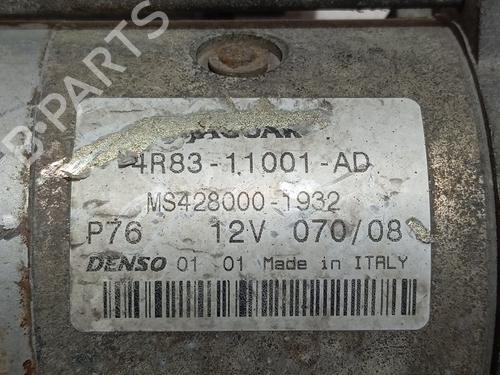 JAGUAR
4R83-11001-AD
MS428000-1932
P76 12V 070/08
DENSO 01 01 Made in ITALY
B-PARTS